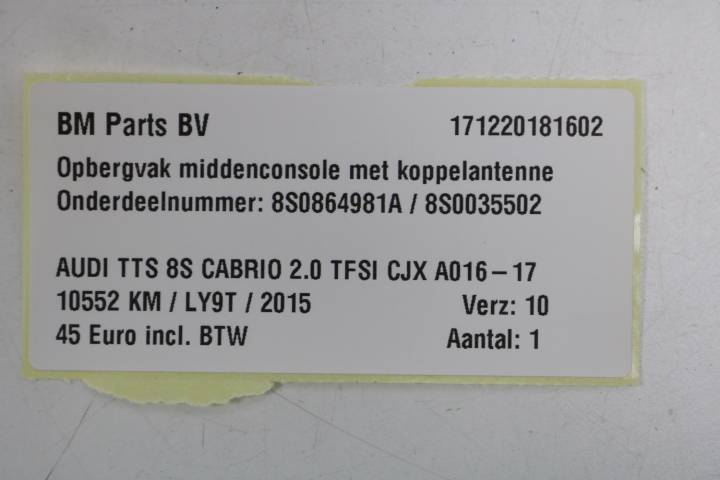 BM Parts BV 171220181602
Opbergvak middenconsole met koppelantenne
Onderdeelnummer: 8S0864981A / 8S0035502
AUDI TTS 8S CABRIO 2.0 TFSI CJX A016-17
10552 KM / LY9T / 2015 Verz: 10
45 Euro incl. BTW Aantal: 1